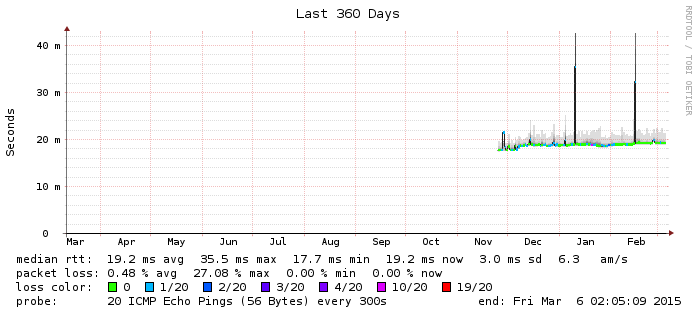 Last 360 Days
RRDTOOL / TOBI OETIKER
Seconds
40 m
30 m
20 m
10 m
0
Mar Apr May Jun Jul Aug Sep Oct Nov Dec Jan Feb
median rtt: 19.2 ms avg 35.5 ms max 17.7 ms min 19.2 ms now 3.0 ms sd 6.3 am/s
packet loss: 0.48 % avg 27.08 % max 0.00 % min 0.00 % now
loss color: 0 1/20 2/20 3/20 4/20 10/20 19/20
probe: 20 ICMP Echo Pings (56 Bytes) every 300s end: Fri Mar 6 02:05:09 2015